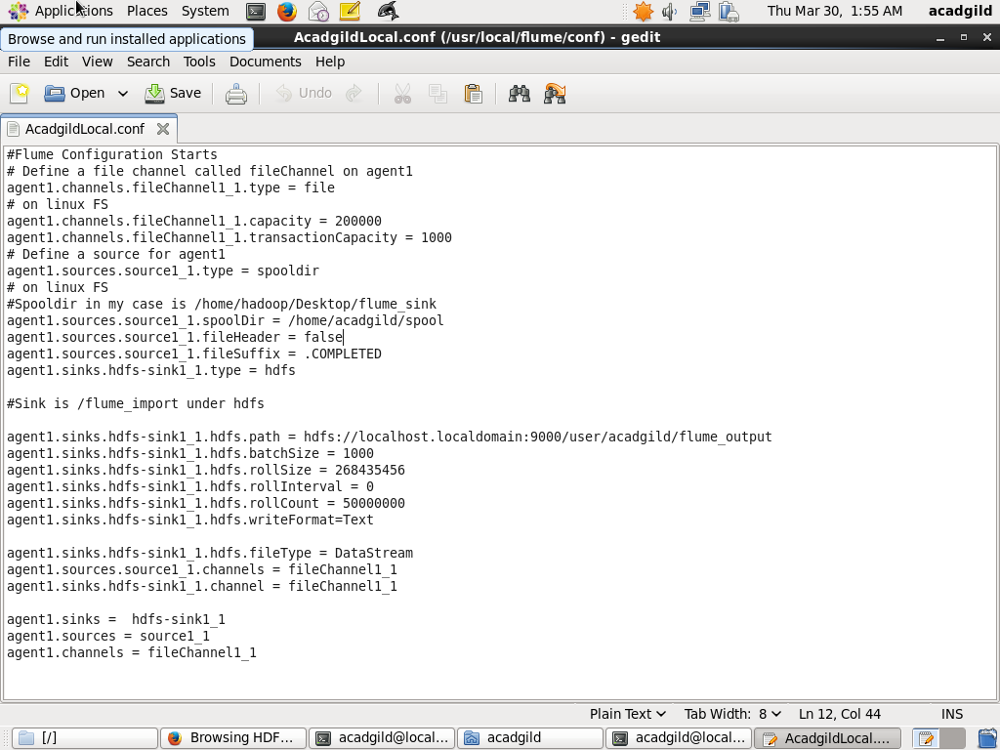 Applications Places System Thu Mar 30, 1:55 AM acadgild
Browse and run installed applications
AcadgildLocal.conf (/usr/local/flume/conf) - gedit
File Edit View Search Tools Documents Help
Open Save Undo
AcadgildLocal.conf
#Flume Configuration Starts
# Define a file channel called fileChannel on agent1
agent1.channels.fileChannel1_1.type = file
# on linux FS
agent1.channels.fileChannel1_1.capacity = 200000
agent1.channels.fileChannel1_1.transactionCapacity = 1000
# Define a source for agent1
agent1.sources.source1_1.type = spooldir
# on linux FS
#Spooldir in my case is /home/hadoop/Desktop/flume_sink
agent1.sources.source1_1.spoolDir = /home/acadgild/spool
agent1.sources.source1_1.fileHeader = false
agent1.sources.source1_1.fileSuffix = .COMPLETED
agent1.sinks.hdfs-sink1_1.type = hdfs
#Sink is /flume_import under hdfs
agent1.sinks.hdfs-sink1_1.hdfs.path = hdfs://localhost.localdomain:9000/user/acadgild/flume_output
agent1.sinks.hdfs-sink1_1.hdfs.batchSize = 1000
agent1.sinks.hdfs-sink1_1.hdfs.rollSize = 268435456
agent1.sinks.hdfs-sink1_1.hdfs.rollInterval = 0
agent1.sinks.hdfs-sink1_1.hdfs.rollCount = 50000000
agent1.sinks.hdfs-sink1_1.hdfs.writeFormat=Text
agent1.sinks.hdfs-sink1_1.hdfs.fileType = DataStream
agent1.sources.source1_1.channels = fileChannel1_1
agent1.sinks.hdfs-sink1_1.channel = fileChannel1_1
agent1.sinks =  hdfs-sink1_1
agent1.sources = source1_1
agent1.channels = fileChannel1_1
Plain Text Tab Width: 8 Ln 12, Col 44 INS
[/] Browsing HDF... acadgild@local... acadgild acadgild@local... AcadgildLocal....